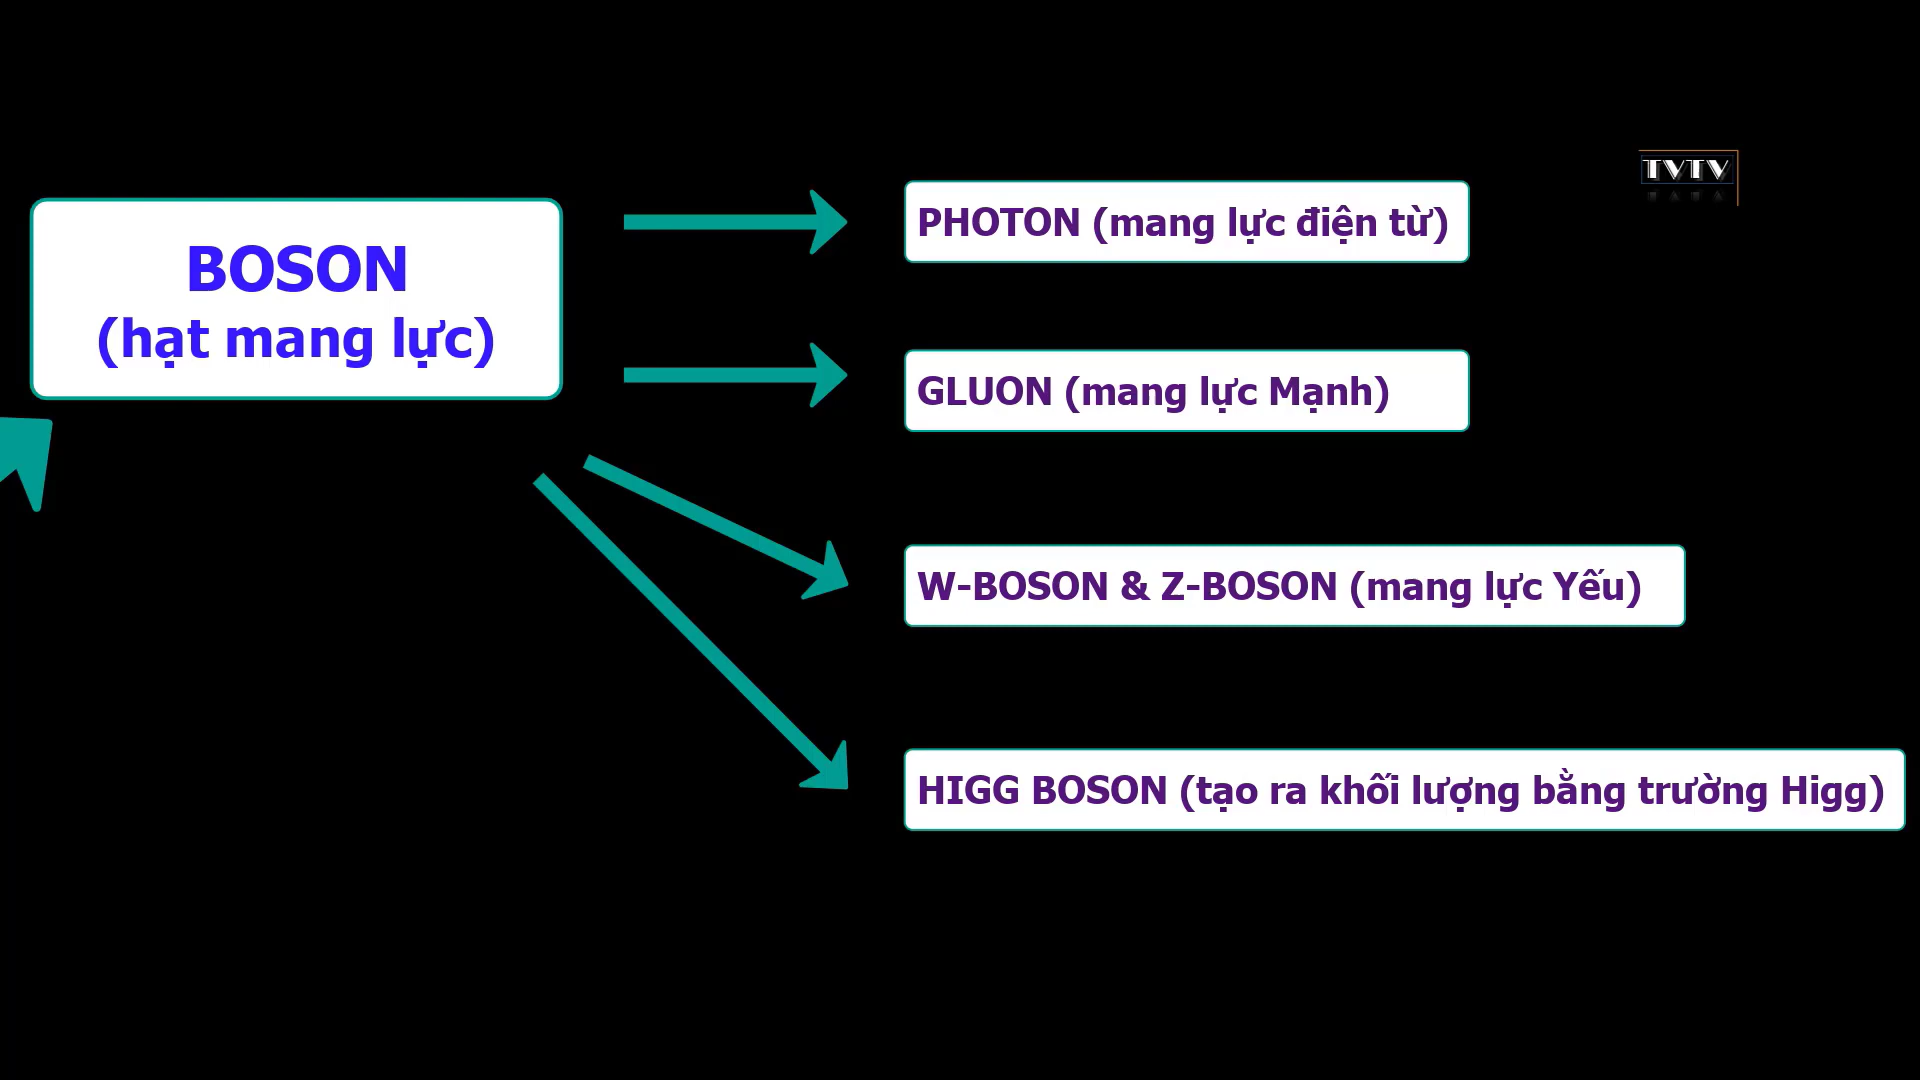 TVTV
BOSON
(hạt mang lực)
PHOTON (mang lực điện từ)
GLUON (mang lực Mạnh)
W-BOSON & Z-BOSON (mang lực Yếu)
HIGG BOSON (tạo ra khối lượng bằng trường Higg)